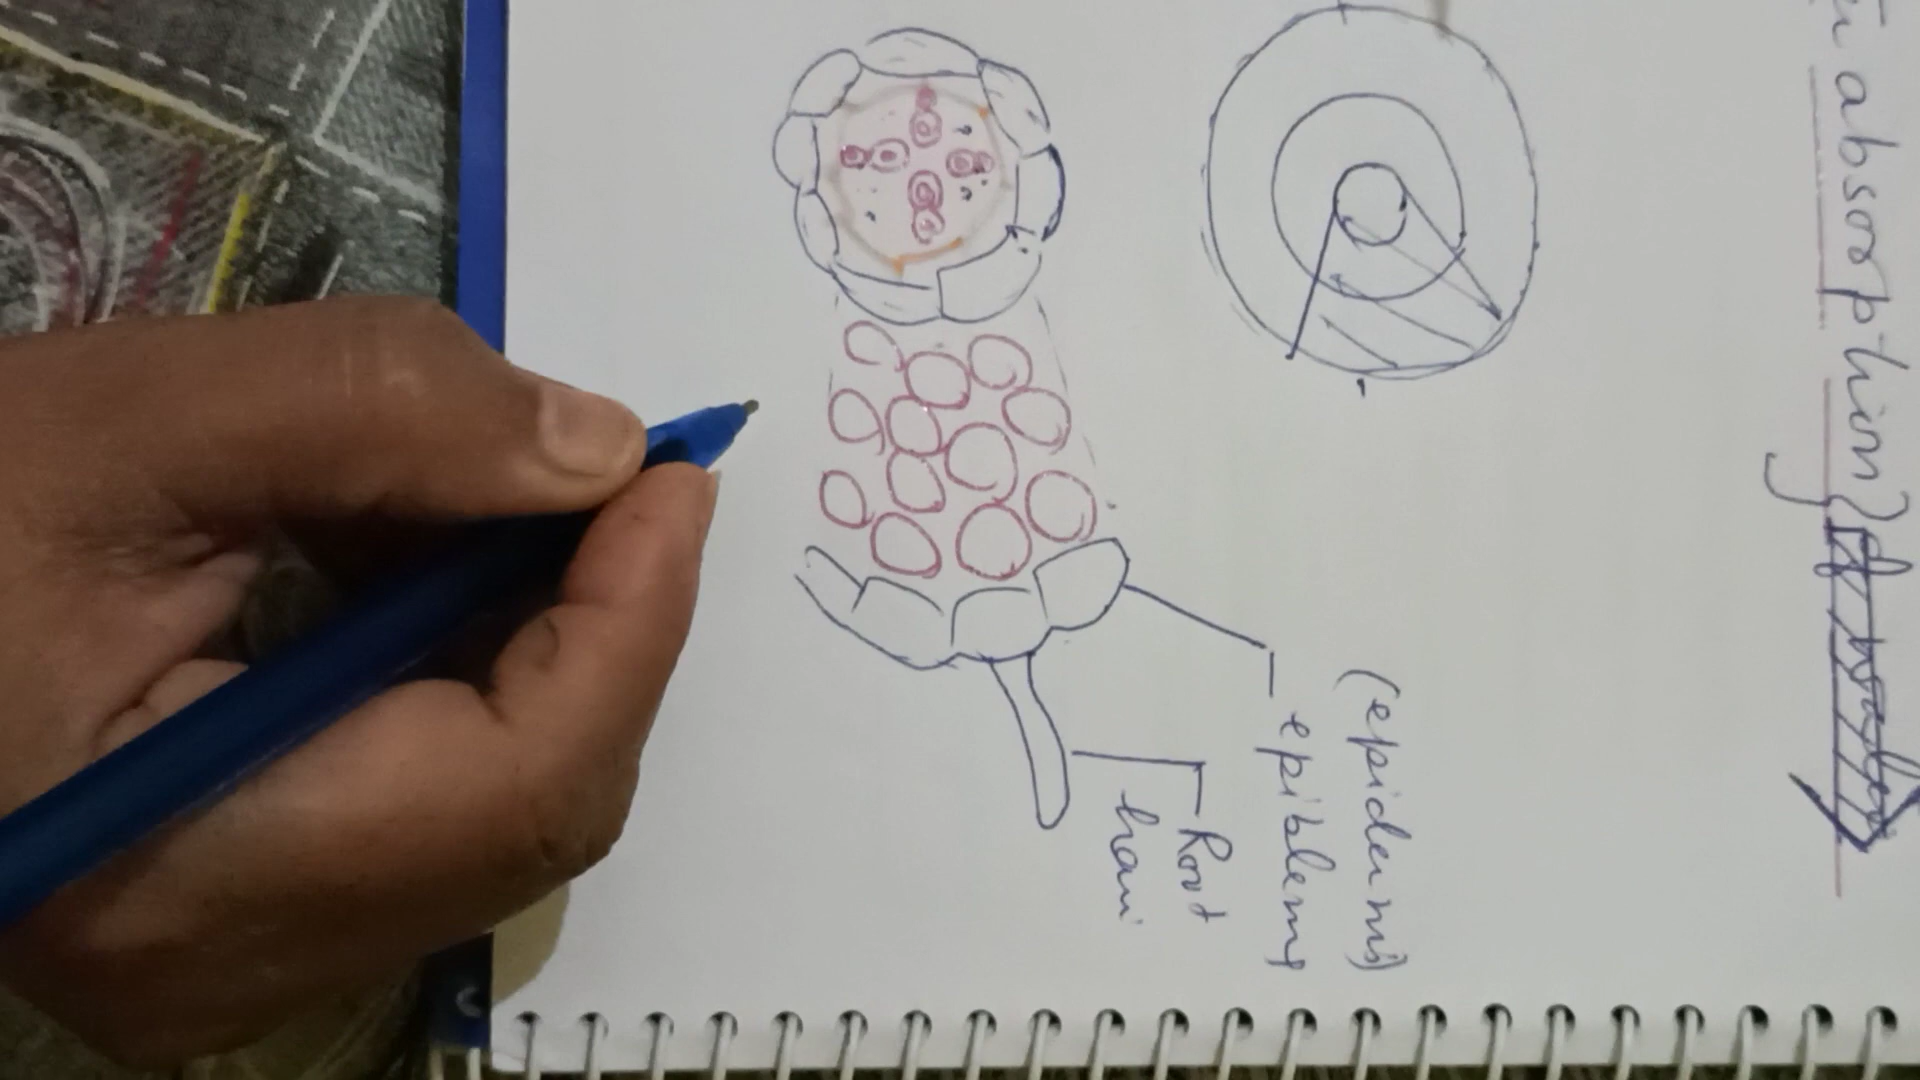 absorption?
(epidermis)
epiblema
Root
hair